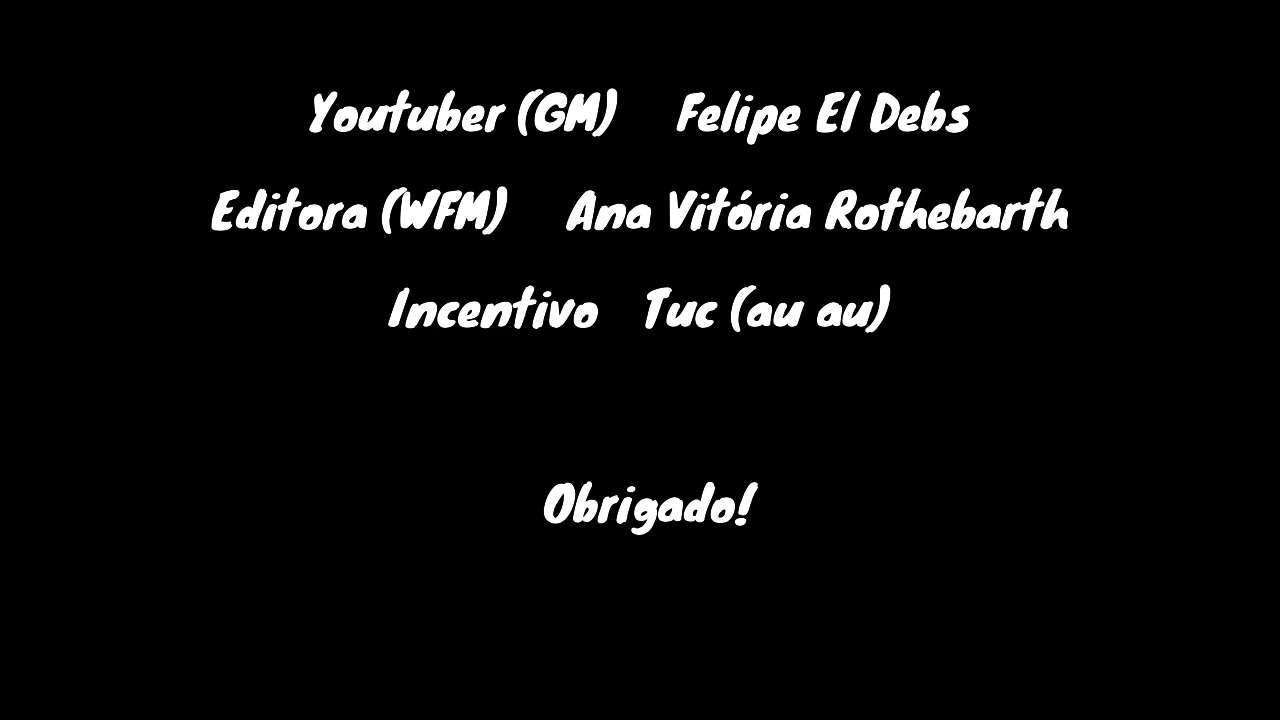 Youtuber (GM) Felipe El Debs
Editora (WFM) Ana Vitória Rothebarth
Incentivo Tuc (au au)
Obrigado!